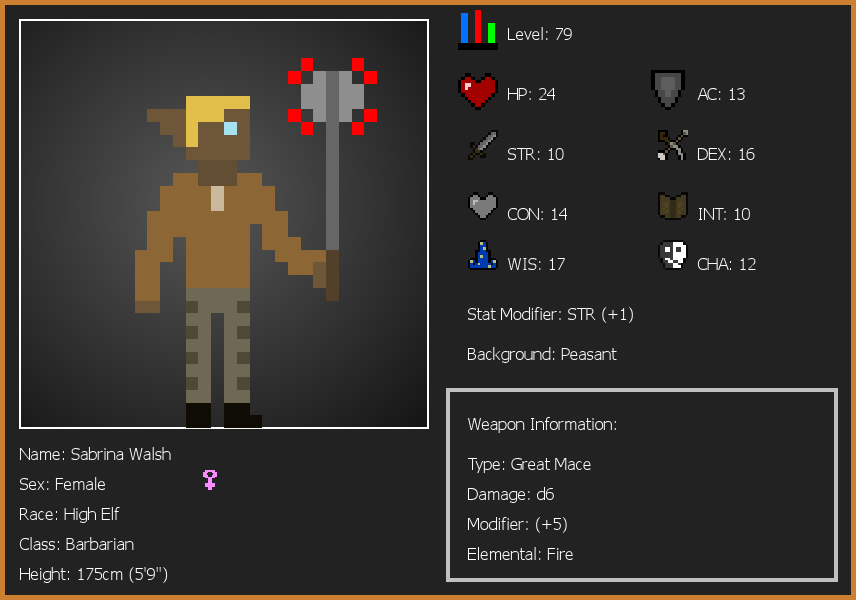 Level: 79
HP: 24
AC: 13
STR: 10
DEX: 16
CON: 14
INT: 10
WIS: 17
CHA: 12
Stat Modifier: STR (+1)
Background: Peasant
Weapon Information:
Type: Great Mace
Damage: d6
Modifier: (+5)
Elemental: Fire
Name: Sabrina Walsh
Sex: Female
Race: High Elf
Class: Barbarian
Height: 175cm (5'9")